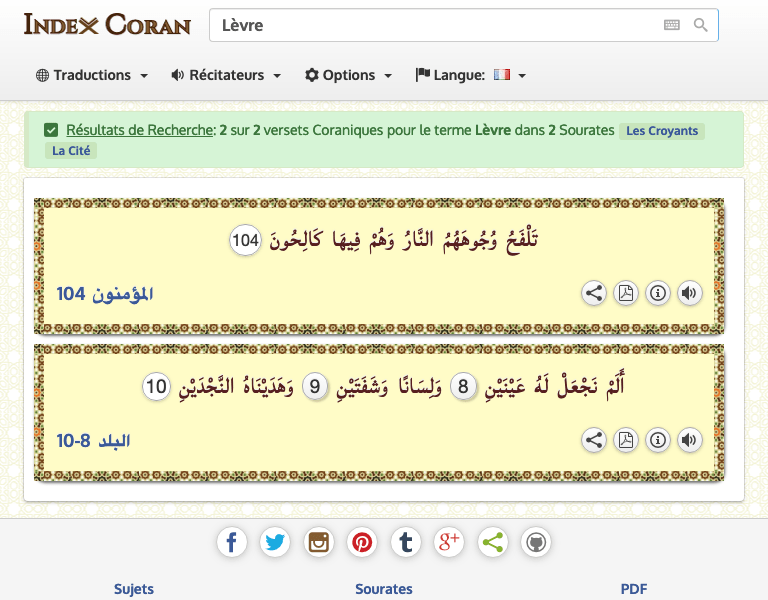 INDEX CORAN
Lèvre
Traductions Récitateurs Options Langue:
Résultats de Recherche: 2 sur 2 versets Coraniques pour le terme Lèvre dans 2 Sourates Les Croyants
La Cité
تَلْفَحُ وُجُوهَهُمُ النَّارُ وَهُمْ فِيهَا كَالِحُونَ 104
المؤمنون 104
أَلَمْ نَجْعَلْ لَهُ عَيْنَيْنِ 8 وَلِسَانًا وَشَفَتَيْنِ 9 وَهَدَيْنَاهُ النَّجْدَيْنِ 10
البلد 8-10
Sujets Sourates PDF